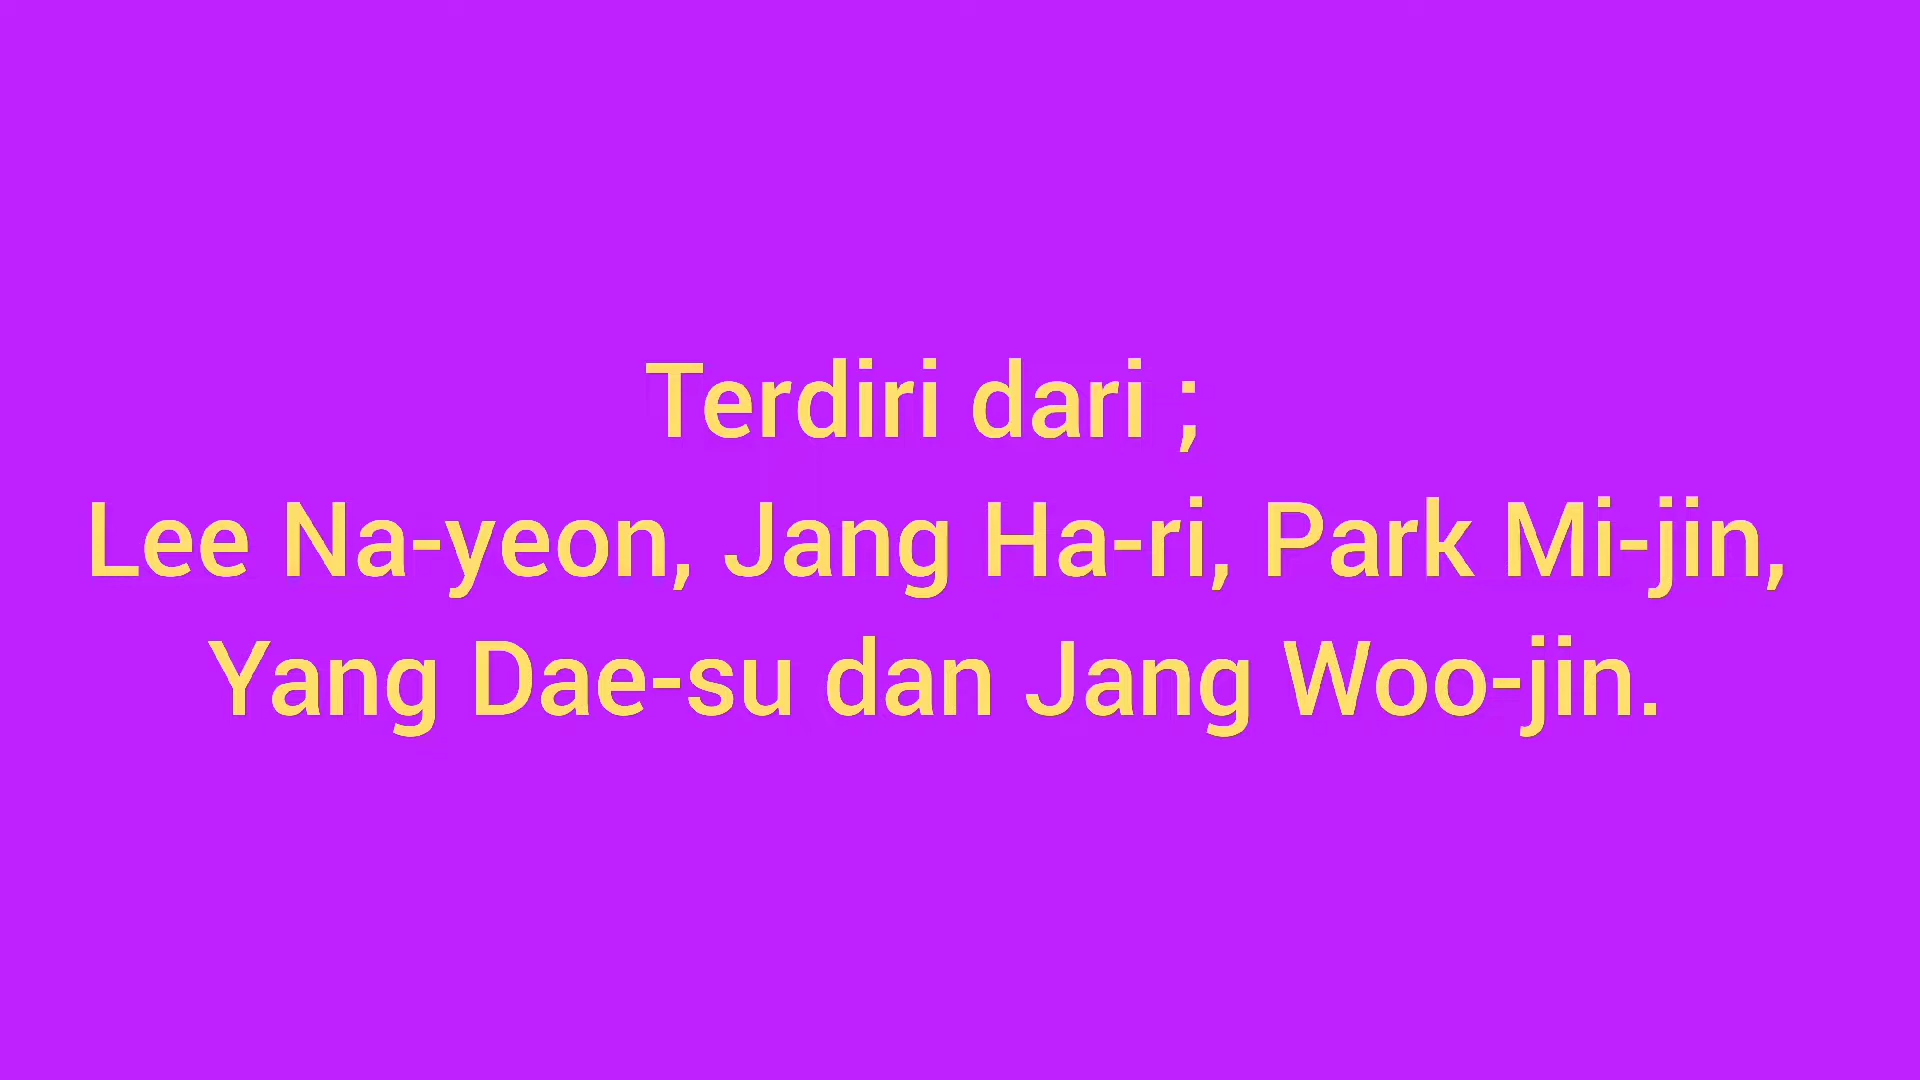 Terdiri dari ;
Lee Na-yeon, Jang Ha-ri, Park Mi-jin,
Yang Dae-su dan Jang Woo-jin.